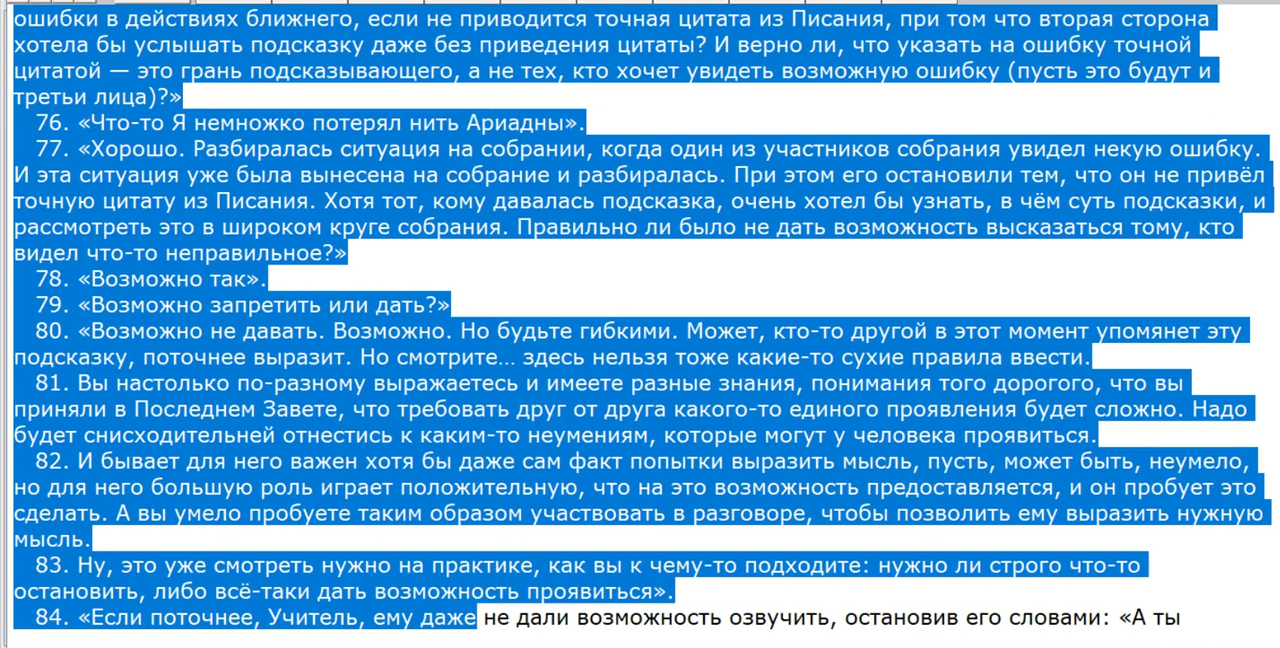 ошибки в действиях ближнего, если не приводится точная цитата из Писания, при том что вторая сторона
хотела бы услышать подсказку даже без приведения цитаты? И верно ли, что указать на ошибку точной
цитатой — это грань подсказывающего, а не тех, кто хочет увидеть возможную ошибку (пусть это будут и
третьи лица)?»
76. «Что-то Я немножко потерял нить Ариадны».
77. «Хорошо. Разбиралась ситуация на собрании, когда один из участников собрания увидел некую ошибку.
И эта ситуация уже была вынесена на собрание и разбиралась. При этом его остановили тем, что он не привёл
точную цитату из Писания. Хотя тот, кому давалась подсказка, очень хотел бы узнать, в чём суть подсказки, и
рассмотреть это в широком круге собрания. Правильно ли было не дать возможность высказаться тому, кто
видел что-то неправильное?»
78. «Возможно так».
79. «Возможно запретить или дать?»
80. «Возможно не давать. Возможно. Но будьте гибкими. Может, кто-то другой в этот момент упомянет эту
подсказку, поточнее выразит. Но смотрите… здесь нельзя тоже какие-то сухие правила ввести.
81. Вы настолько по-разному выражаетесь и имеете разные знания, понимания того дорогого, что вы
приняли в Последнем Завете, что требовать друг от друга какого-то единого проявления будет сложно. Надо
будет снисходительней отнестись к каким-то неумениям, которые могут у человека проявиться.
82. И бывает для него важен хотя бы даже сам факт попытки выразить мысль, пусть, может быть, неумело,
но для него большую роль играет положительную, что на это возможность предоставляется, и он пробует это
сделать. А вы умело пробуете таким образом участвовать в разговоре, чтобы позволить ему выразить нужную
мысль.
83. Ну, это уже смотреть нужно на практике, как вы к чему-то подходите: нужно ли строго что-то
остановить, либо всё-таки дать возможность проявиться».
84. «Если поточнее, Учитель, ему даже не дали возможность озвучить, остановив его словами: «А ты